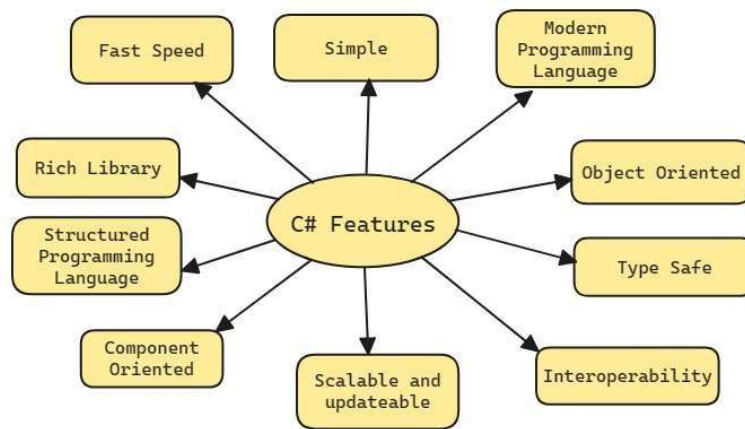 Fast Speed
Simple
Modern
Programming
Language
Rich Library
Object Oriented
C# Features
Structured
Programming
Language
Type Safe
Component
Oriented
Scalable and
updateable
Interoperability